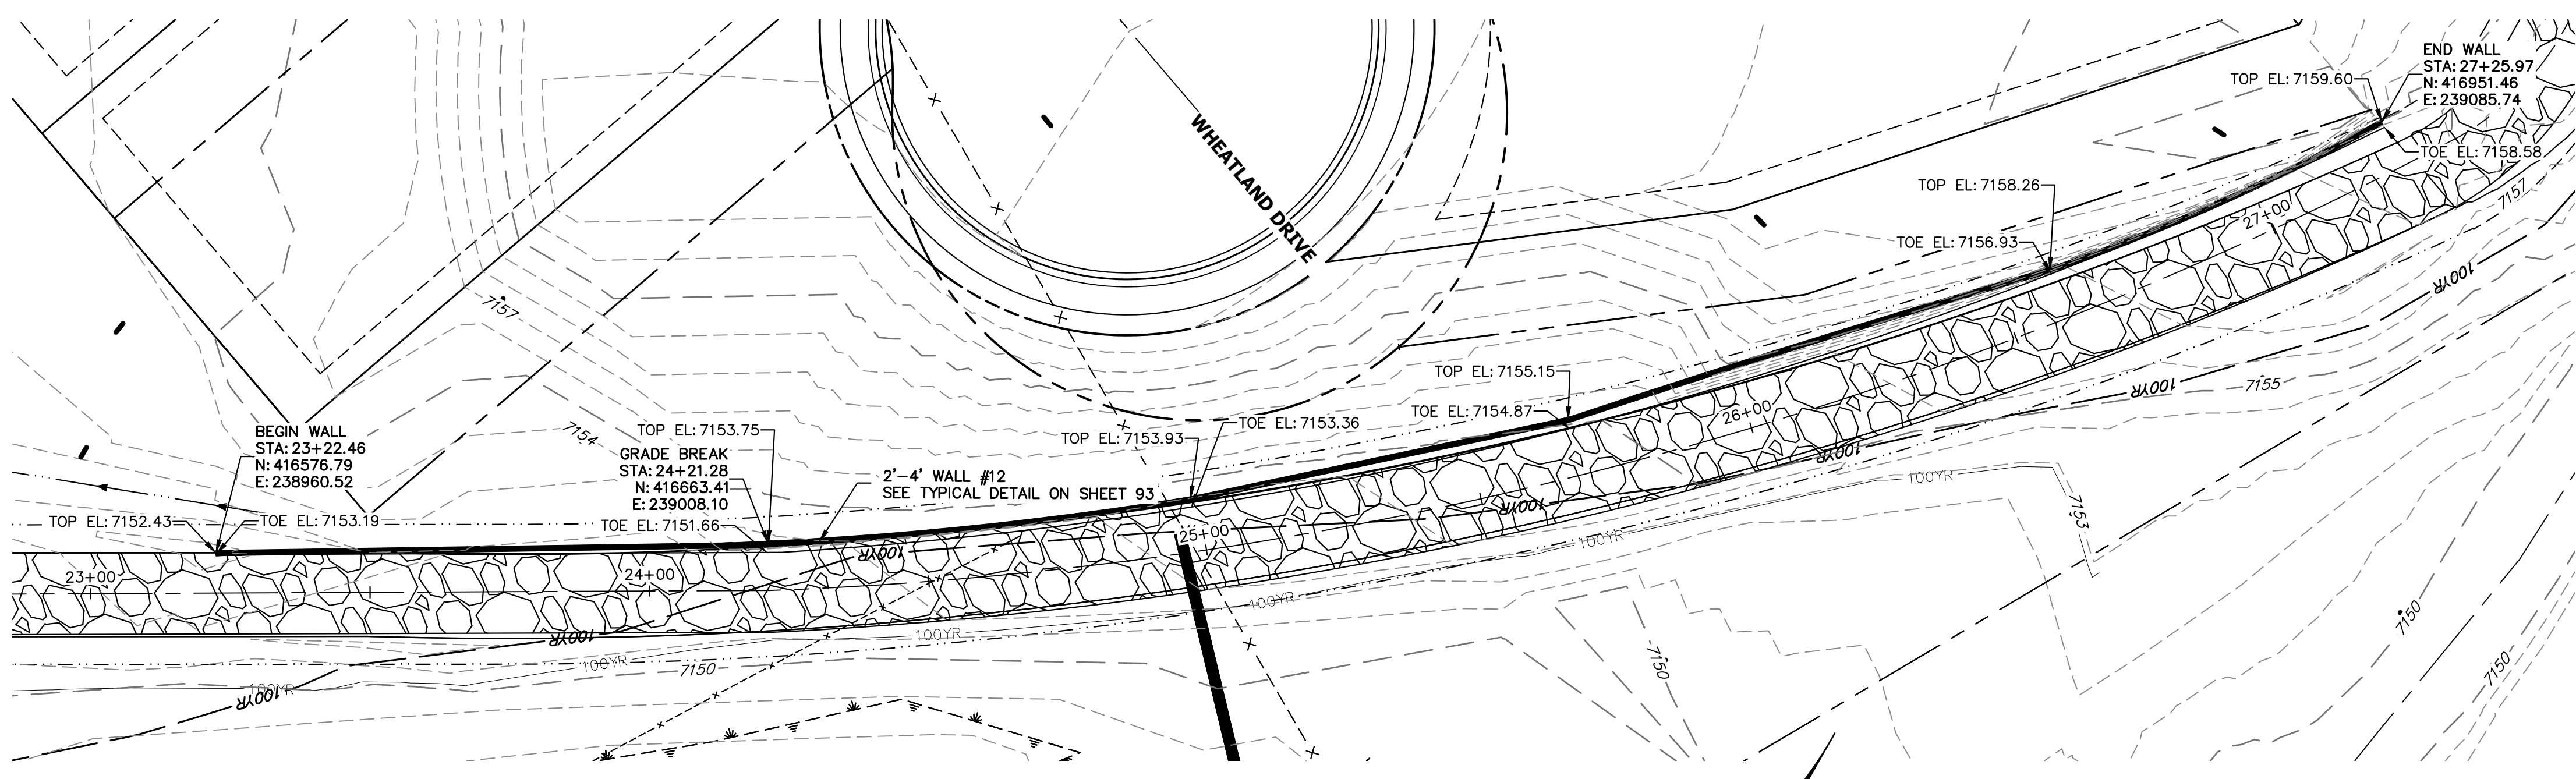 END WALL
STA: 27+25.97
N: 416951.46
E: 239085.74
TOP EL: 7159.60
TOE EL: 7158.58
WHEATLAND DRIVE
TOP EL: 7158.26
TOE EL: 7156.93
27+00
7157
100YR
7157
100YR
7155
TOP EL: 7155.15
TOE EL: 7154.87
26+00
100YR
BEGIN WALL
STA: 23+22.46
N: 416576.79
E: 238960.52
TOP EL: 7152.43
TOE EL: 7153.19
7154
TOP EL: 7153.75
GRADE BREAK
STA: 24+21.28
N: 416663.41
E: 239008.10
TOE EL: 7151.66
2'-4' WALL #12
SEE TYPICAL DETAIL ON SHEET 93
TOP EL: 7153.93
TOE EL: 7153.36
100YR
7153
100YR
100YR
25+00
100YR
23+00
24+00
100YR
100YR
100YR
100YR
7150
100YR
100YR
7150
7150
7150